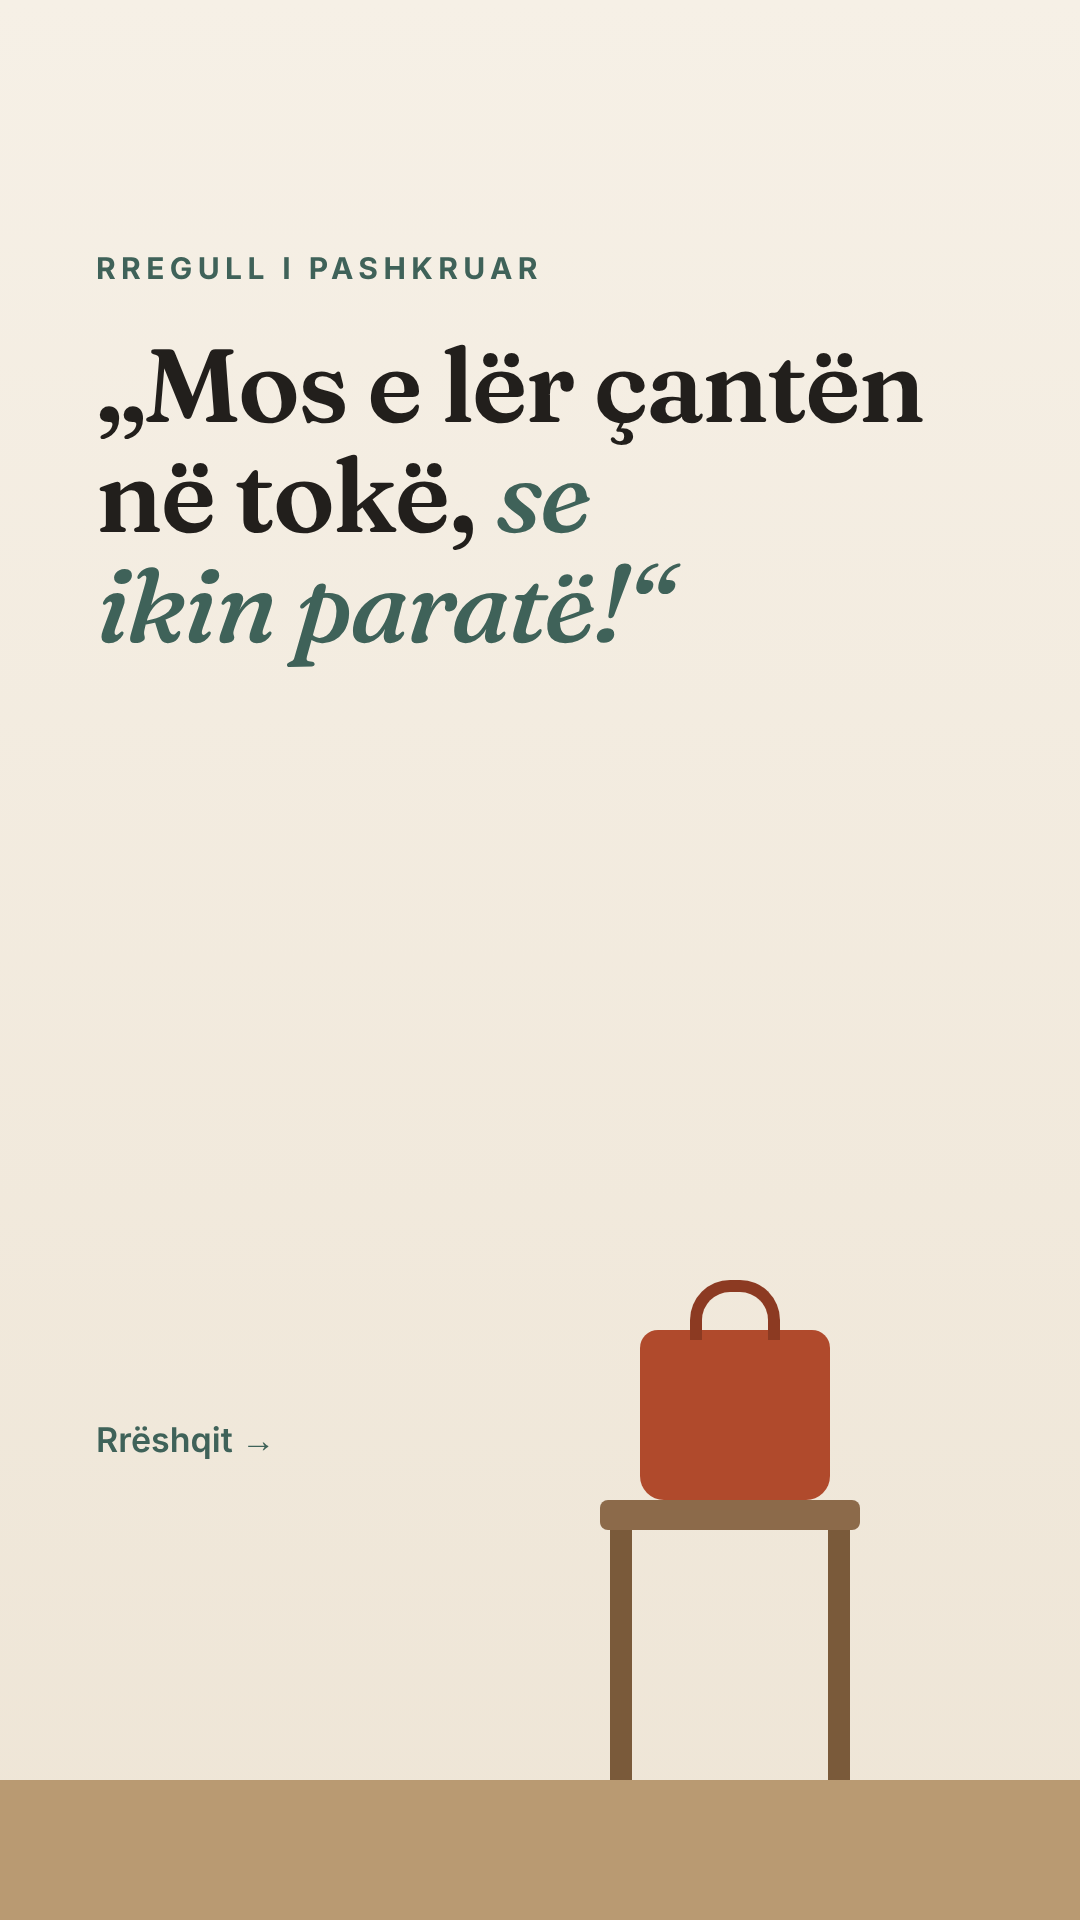 RREGULL I PASHKRUAR
„Mos e lër çantën
në tokë, se
ikin paratë!“
Rrëshqit →